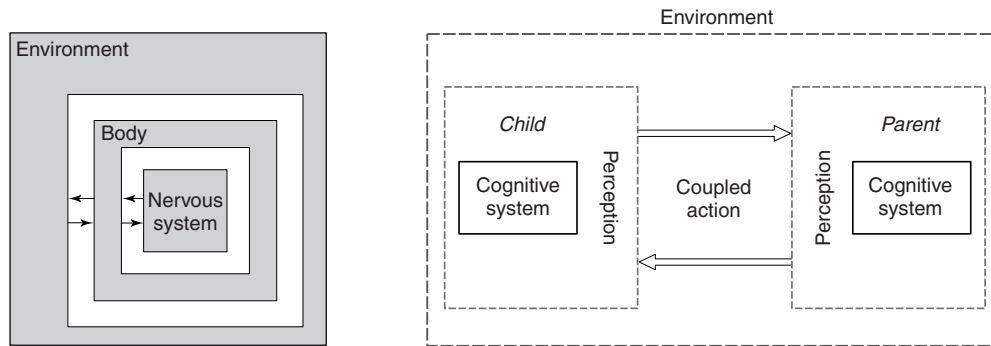 Environment
Body
Nervous
system
Environment
Child
Cognitive
system
Perception
Coupled
action
Perception
Parent
Cognitive
system